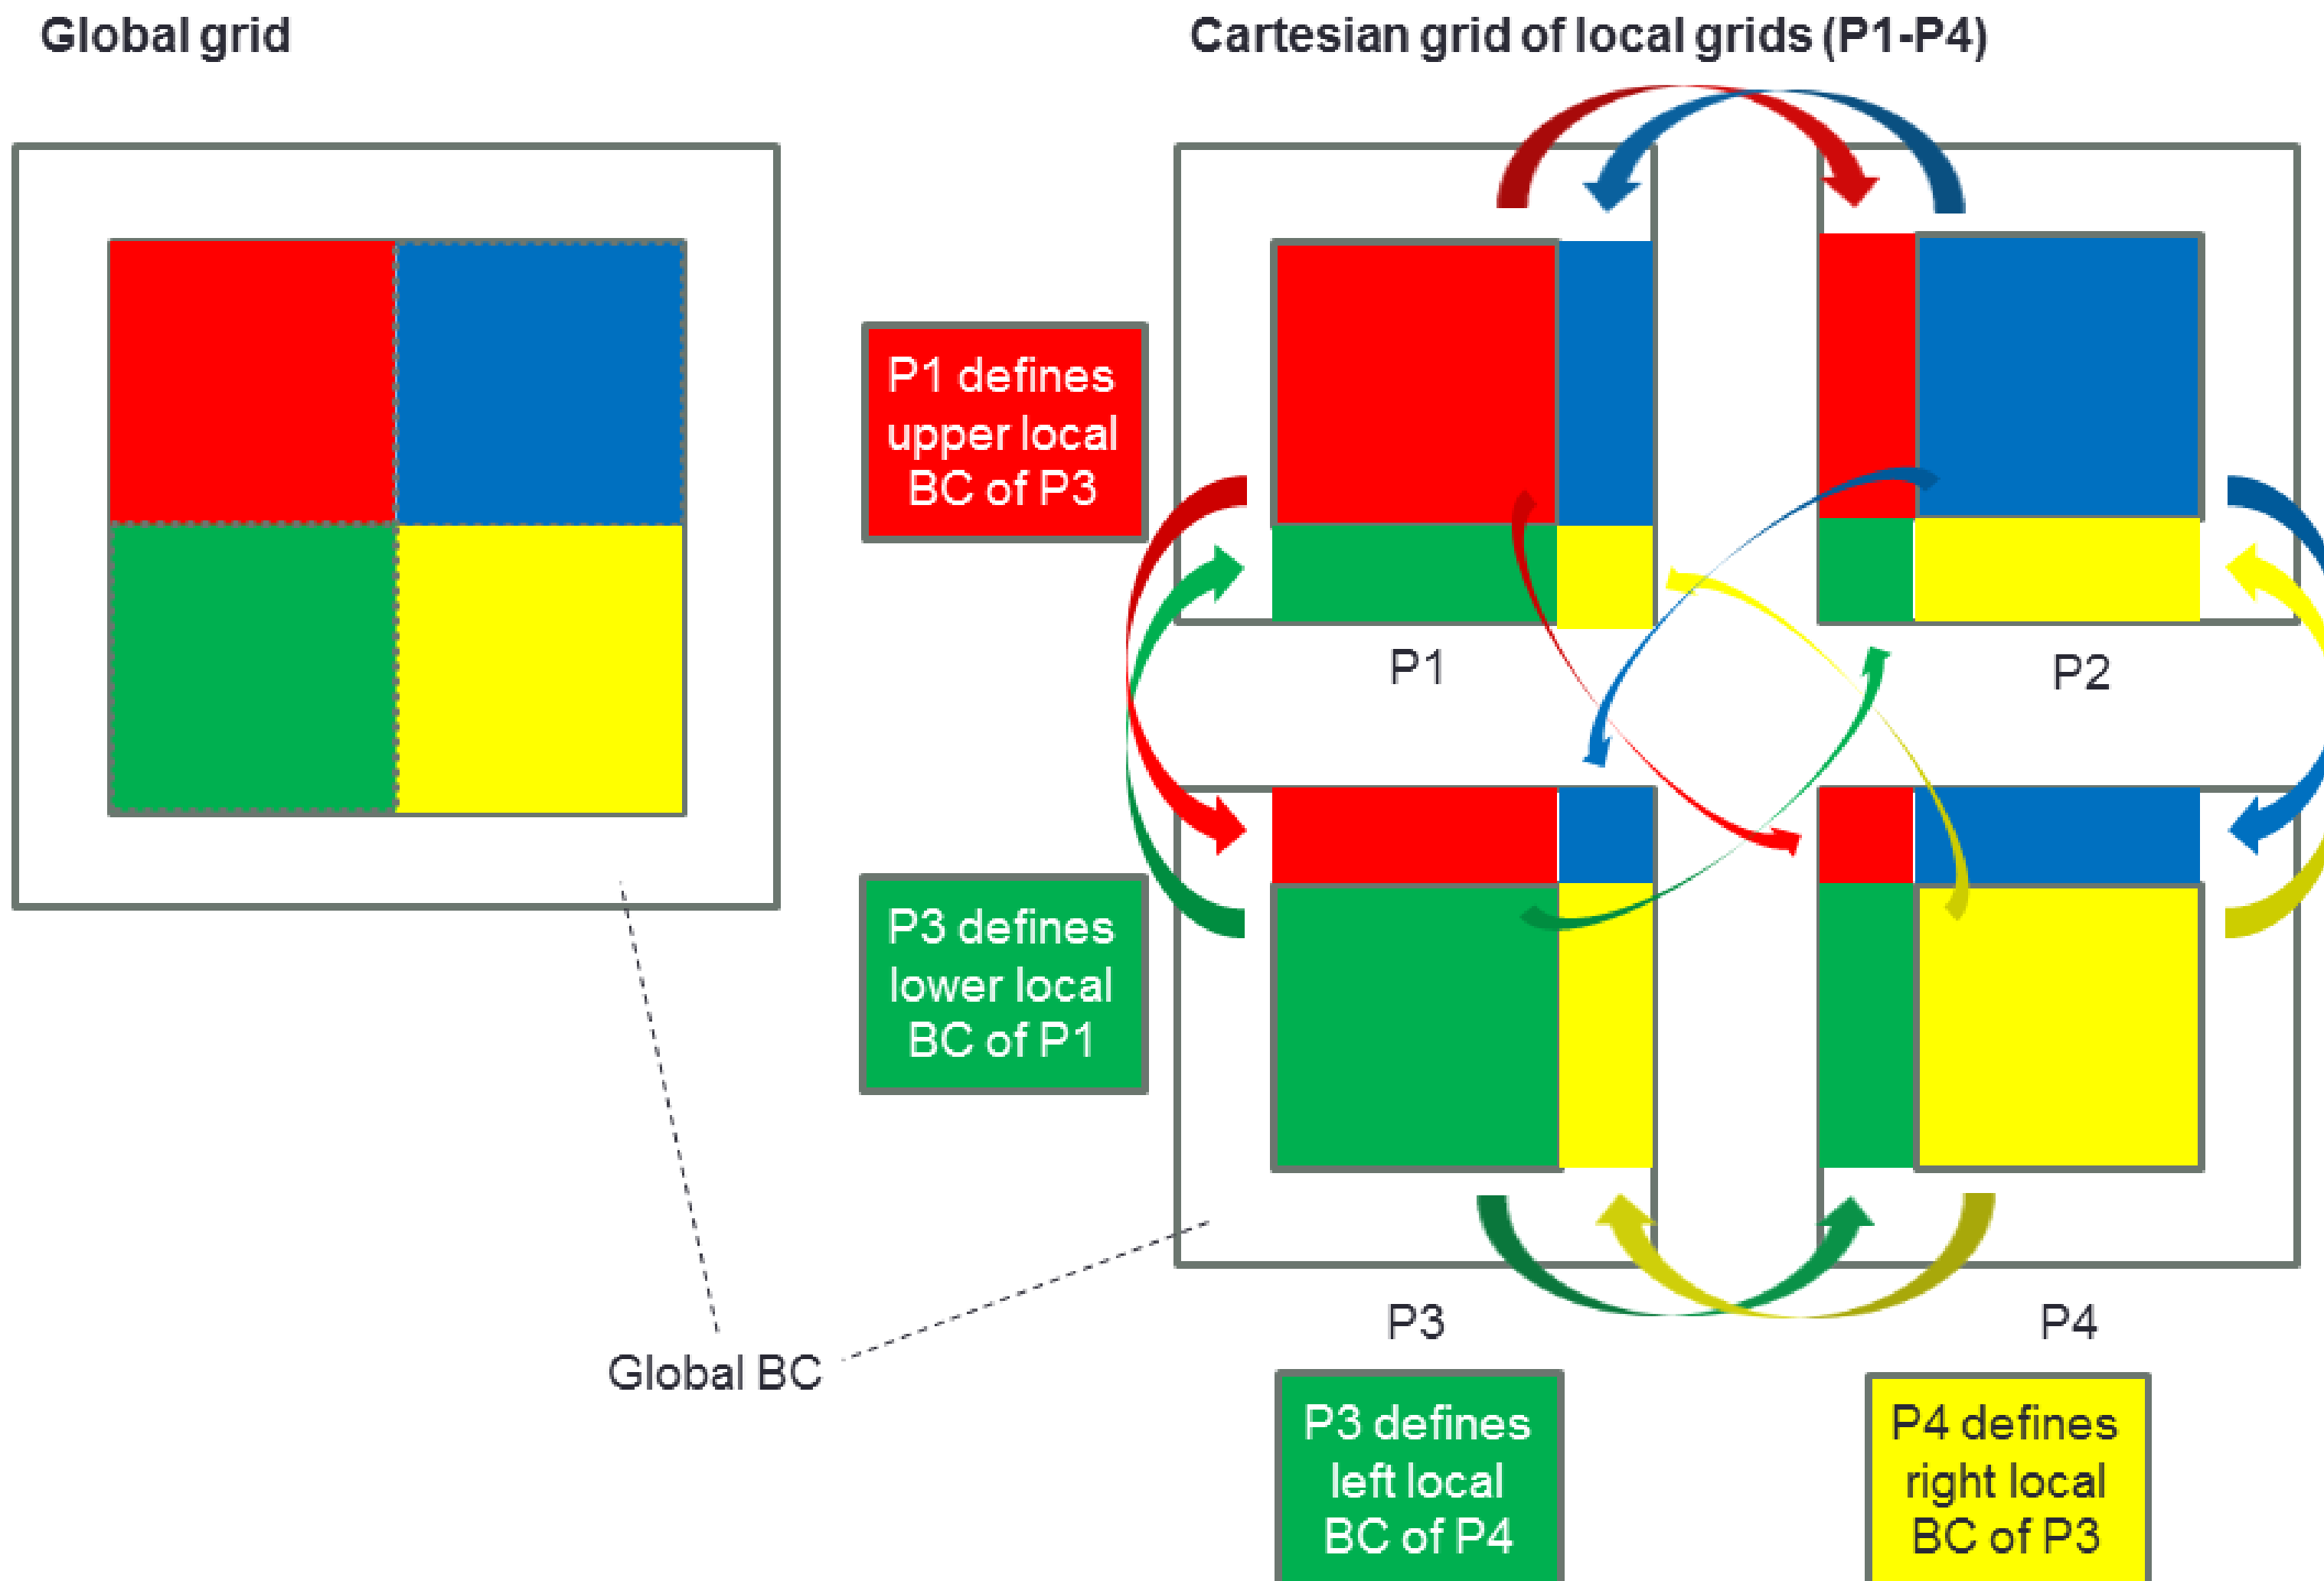 Global grid
Cartesian grid of local grids (P1-P4)
P1 defines
upper local
BC of P3
P1
P2
P3 defines
lower local
BC of P1
Global BC
P3
P4
P3 defines
left local
BC of P4
P4 defines
right local
BC of P3